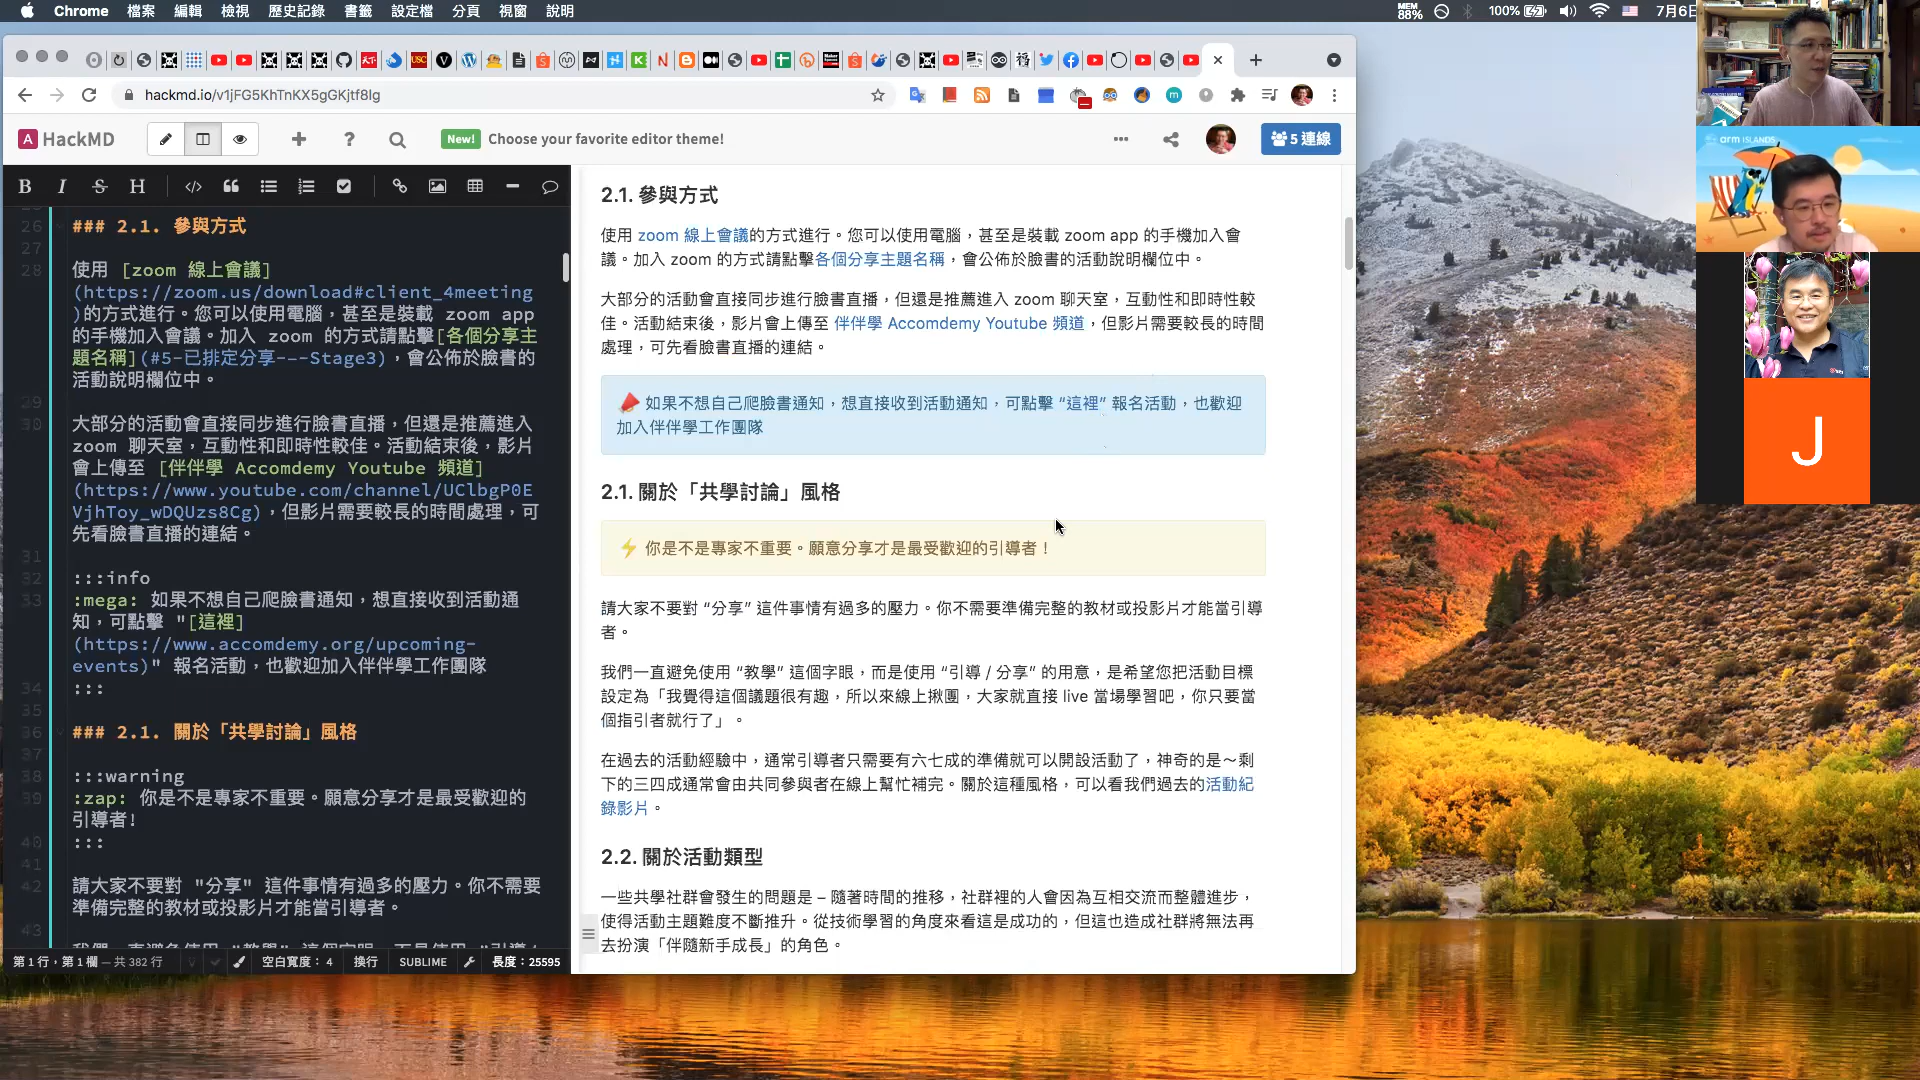 Chrome 檔案 編輯 檢視 歷史記錄 書籤 設定檔 分頁 視窗 說明
MEM 88% 100% 7月6日
hackmd.io/v1jFG5KhTnKX5gGKjtf8Ig
HackMD
New! Choose your favorite editor theme!
5 連線
B I S H
26 ### 2.1. 參與方式
27
28 使用 [zoom 線上會議]
(https://zoom.us/download#client_4meeting
)的方式進行。您可以使用電腦，甚至是裝載 zoom app
的手機加入會議。加入 zoom 的方式請點擊[各個分享主
題名稱](#5-已排定分享---Stage3)，會公佈於臉書的
活動說明欄位中。
29
30 大部分的活動會直接同步進行臉書直播，但還是推薦進入
zoom 聊天室，互動性和即時性較佳。活動結束後，影片
會上傳至 [伴伴學 Accomdemy Youtube 頻道]
(https://www.youtube.com/channel/UClbgP0E
VjhToy_wDQUzs8Cg)，但影片需要較長的時間處理，可
先看臉書直播的連結。
31
32 :::info
33 :mega: 如果不想自己爬臉書通知，想直接收到活動通
知，可點擊 "[這裡]
(https://www.accomdemy.org/upcoming-
events)" 報名活動，也歡迎加入伴伴學工作團隊
34 :::
35
36 ### 2.1. 關於「共學討論」風格
37
38 :::warning
39 :zap: 你是不是專家不重要。願意分享才是最受歡迎的
引導者!
40 :::
41
42 請大家不要對 "分享" 這件事情有過多的壓力。你不需要
準備完整的教材或投影片才能當引導者。
43
我們一直避免使用 "教學" 這個字眼，而是使用 "引導/
第 1 行，第 1 欄 — 共 382 行 空白寬度： 4 換行 SUBLIME 長度：25595
2.1. 參與方式
使用 zoom 線上會議的方式進行。您可以使用電腦，甚至是裝載 zoom app 的手機加入會
議。加入 zoom 的方式請點擊各個分享主題名稱，會公佈於臉書的活動說明欄位中。
大部分的活動會直接同步進行臉書直播，但還是推薦進入 zoom 聊天室，互動性和即時性較
佳。活動結束後，影片會上傳至 伴伴學 Accomdemy Youtube 頻道，但影片需要較長的時間
處理，可先看臉書直播的連結。
如果不想自己爬臉書通知，想直接收到活動通知，可點擊 “這裡” 報名活動，也歡迎
加入伴伴學工作團隊
2.1. 關於「共學討論」風格
你是不是專家不重要。願意分享才是最受歡迎的引導者！
請大家不要對 “分享” 這件事情有過多的壓力。你不需要準備完整的教材或投影片才能當引導
者。
我們一直避免使用 “教學” 這個字眼，而是使用 “引導 / 分享” 的用意，是希望您把活動目標
設定為「我覺得這個議題很有趣，所以來線上揪團，大家就直接 live 當場學習吧，你只要當
個指引者就行了」。
在過去的活動經驗中，通常引導者只需要有六七成的準備就可以開設活動了，神奇的是～剩
下的三四成通常會由共同參與者在線上幫忙補完。關於這種風格，可以看我們過去的活動紀
錄影片。
2.2. 關於活動類型
一些共學社群會發生的問題是 – 隨著時間的推移，社群裡的人會因為互相交流而整體進步，
使得活動主題難度不斷推升。從技術學習的角度來看這是成功的，但這也造成社群將無法再
去扮演「伴隨新手成長」的角色。
arm ISLANDS
J